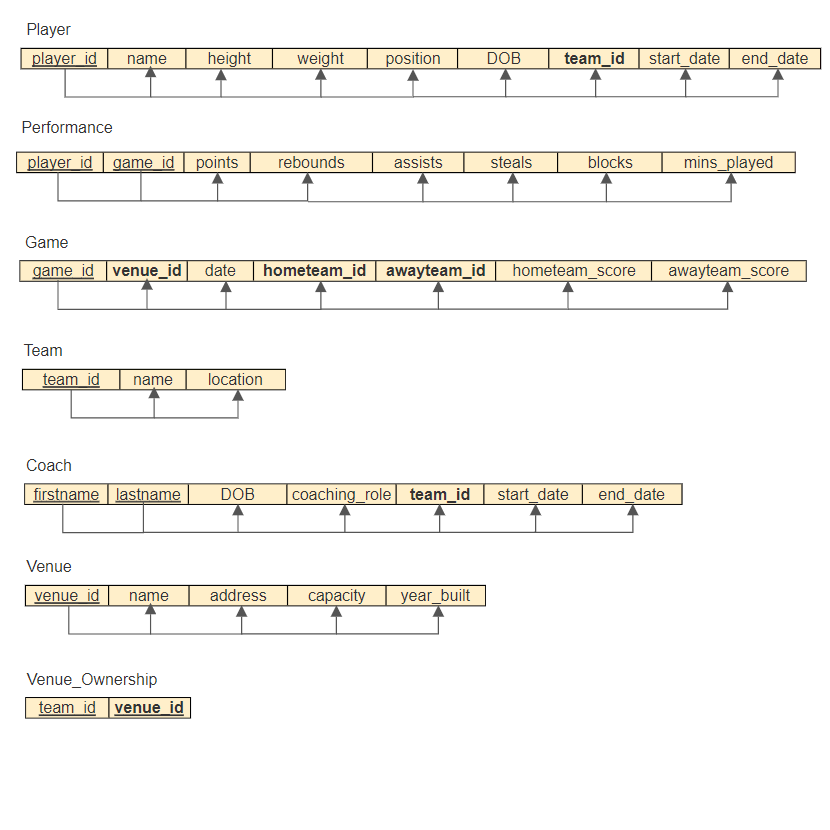 Player
player_id name height weight position DOB team_id start_date end_date
Performance
player_id game_id points rebounds assists steals blocks mins_played
Game
game_id venue_id date hometeam_id awayteam_id hometeam_score awayteam_score
Team
team_id name location
Coach
firstname lastname DOB coaching_role team_id start_date end_date
Venue
venue_id name address capacity year_built
Venue_Ownership
team_id venue_id